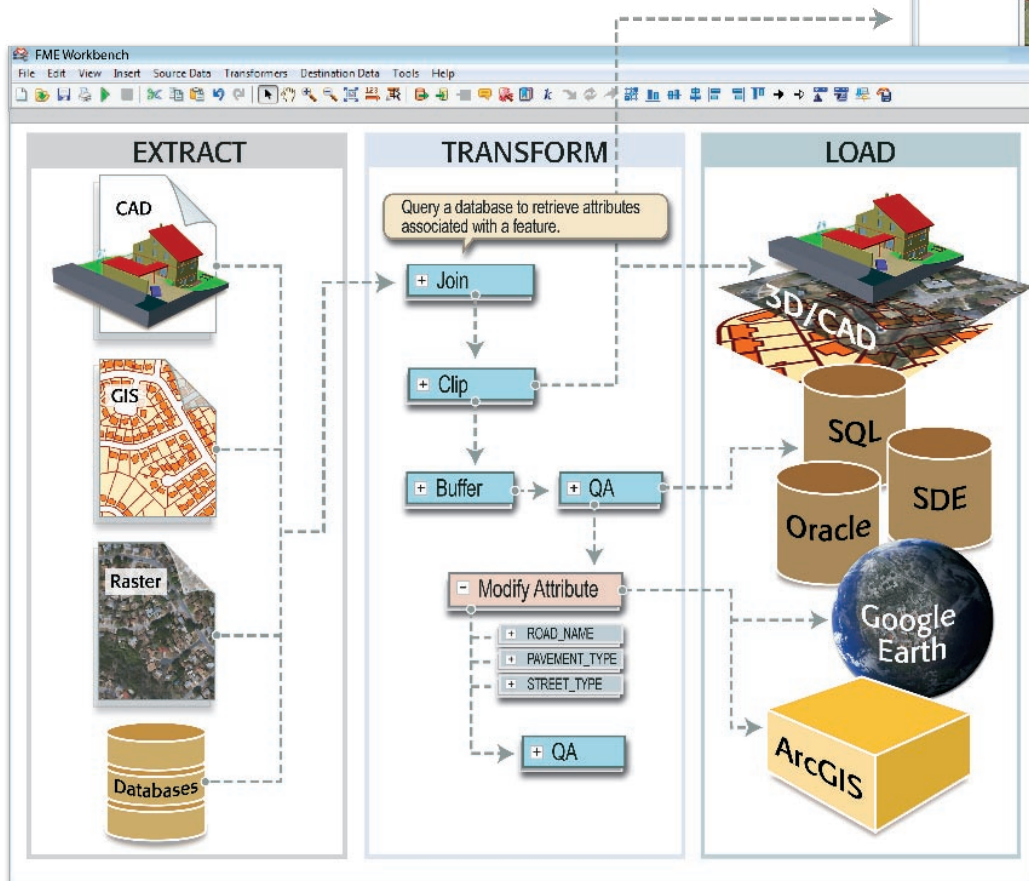 FME Workbench
File Edit View Insert Source Data Transformers Destination Data Tools Help
EXTRACT
CAD
GIS
Raster
Databases
TRANSFORM
Query a database to retrieve attributes
associated with a feature.
Join
Clip
Buffer
QA
Modify Attribute
ROAD_NAME
PAVEMENT_TYPE
STREET_TYPE
QA
LOAD
3D/CAD
SQL
SDE
Oracle
Google
Earth
ArcGIS